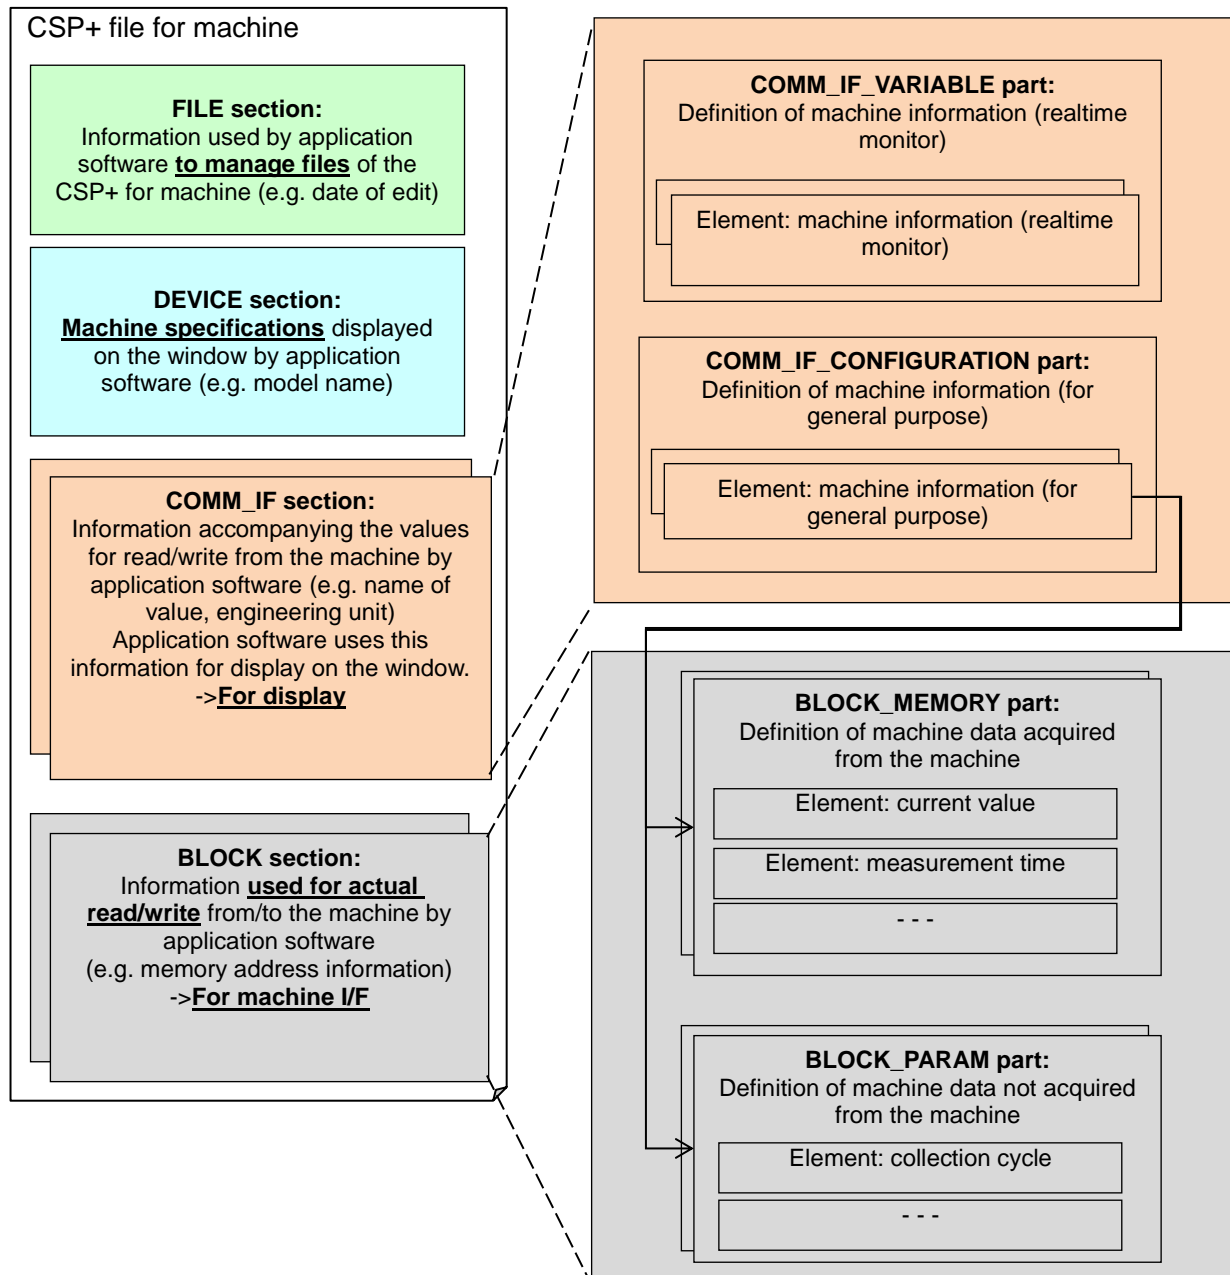 CSP+ file for machine
FILE section:
Information used by application
software to manage files of the
CSP+ for machine (e.g. date of edit)
DEVICE section:
Machine specifications displayed
on the window by application
software (e.g. model name)
COMM_IF section:
Information accompanying the values
for read/write from the machine by
application software (e.g. name of
value, engineering unit)
Application software uses this
information for display on the window.
->For display
BLOCK section:
Information used for actual
read/write from/to the machine by
application software
(e.g. memory address information)
->For machine I/F
COMM_IF_VARIABLE part:
Definition of machine information (realtime
monitor)
Element: machine information (realtime
monitor)
COMM_IF_CONFIGURATION part:
Definition of machine information (for
general purpose)
Element: machine information (for
general purpose)
BLOCK_MEMORY part:
Definition of machine data acquired
from the machine
Element: current value
Element: measurement time
- - -
BLOCK_PARAM part:
Definition of machine data not acquired
from the machine
Element: collection cycle
- - -